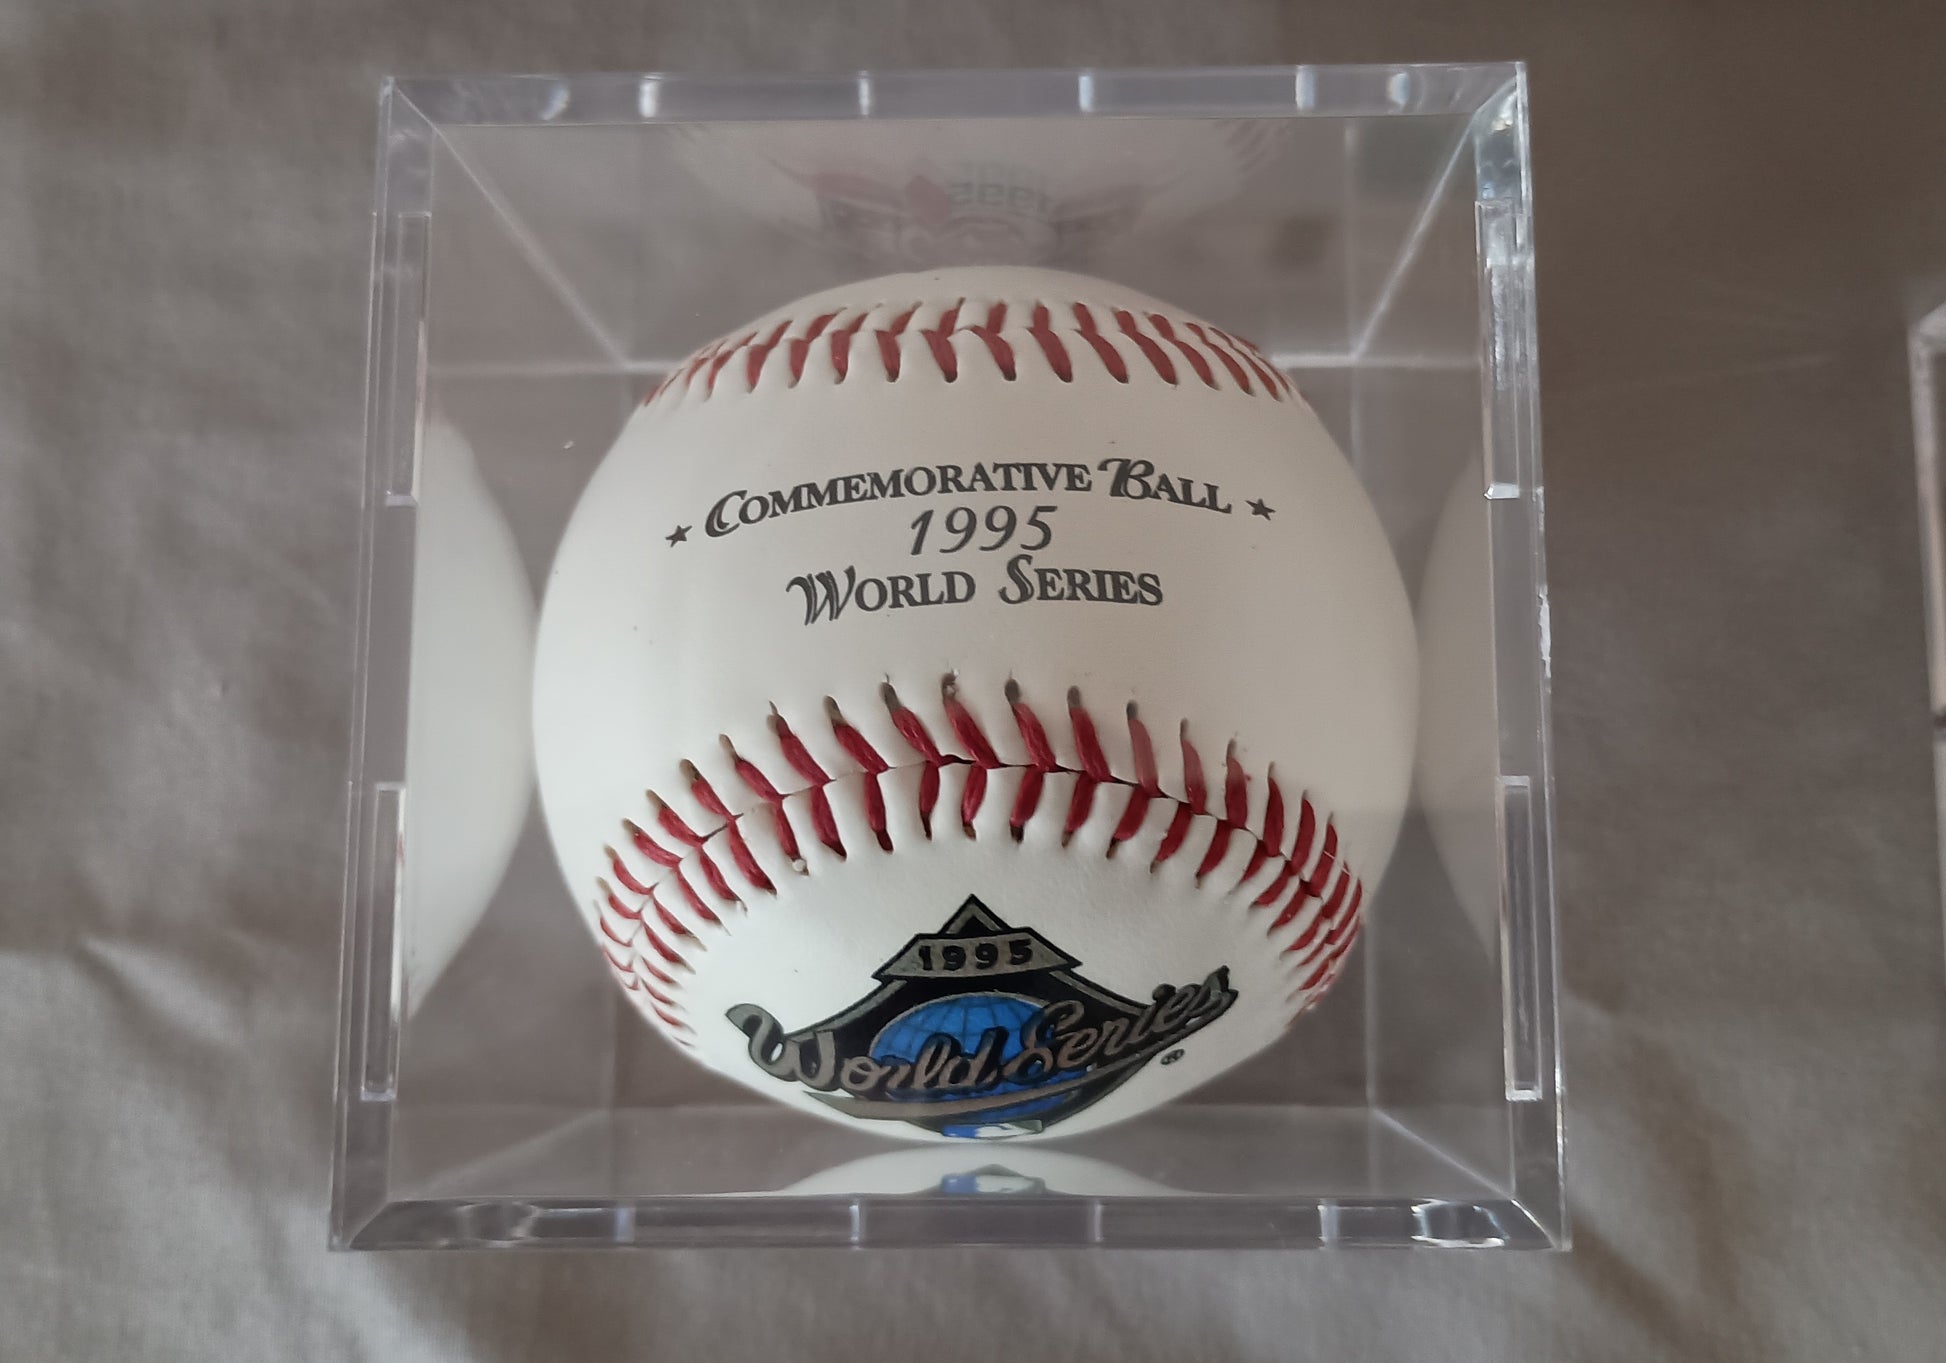 ★ COMMEMORATIVE BALL ★
1995
WORLD SERIES
1995
World Series
®